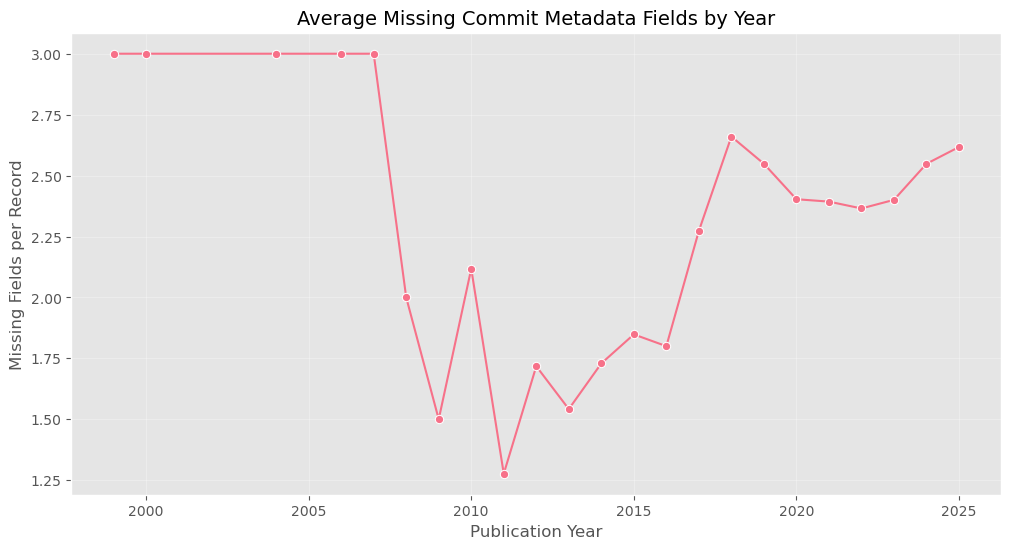 Average Missing Commit Metadata Fields by Year
Missing Fields per Record
3.00
2.75
2.50
2.25
2.00
1.75
1.50
1.25
2000 2005 2010 2015 2020 2025
Publication Year